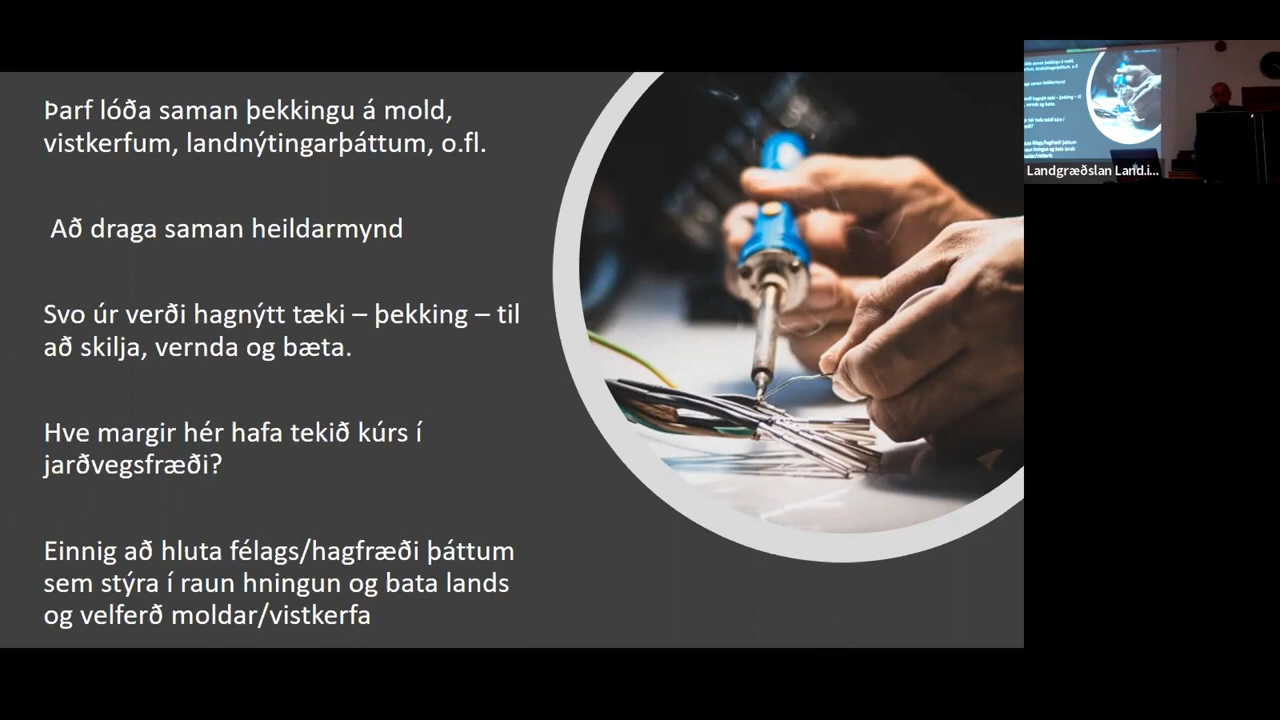 Þarf lóða saman þekkingu á mold,
vistkerfum, landnýtingarþáttum, o.fl.
Að draga saman heildarmynd
Svo úr verði hagnýtt tæki – þekking – til
að skilja, vernda og bæta.
Hve margir hér hafa tekið kúrs í
jarðvegsfræði?
Einnig að hluta félags/hagfræði þáttum
sem stýra í raun hningun og bata lands
og velferð moldar/vistkerfa
Landgræðslan Land.i...